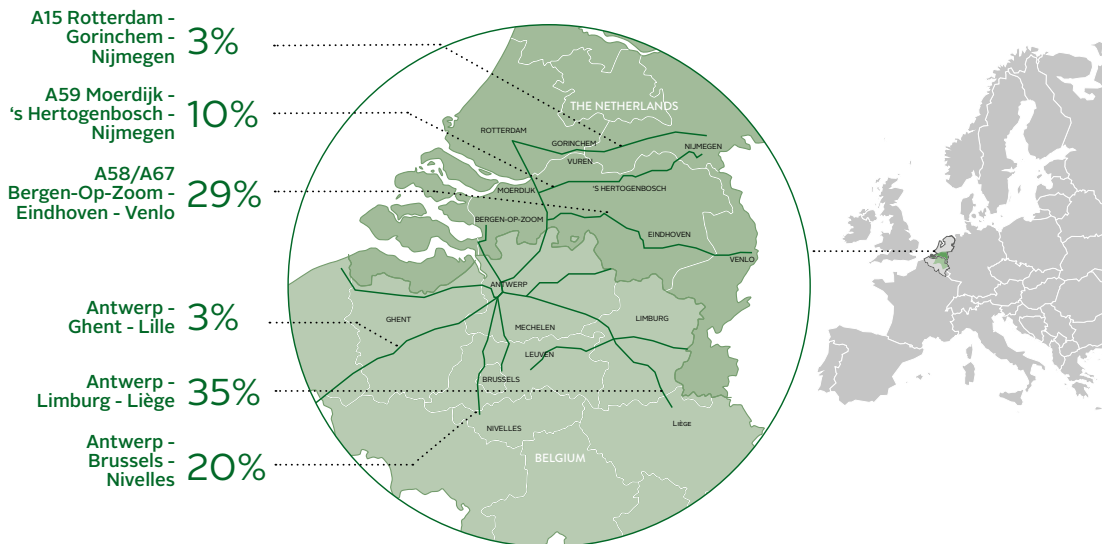 A15 Rotterdam -
Gorinchem -
Nijmegen
3%
A59 Moerdijk -
‘s Hertogenbosch -
Nijmegen
10%
A58/A67
Bergen-Op-Zoom -
Eindhoven - Venlo
29%
Antwerp -
Ghent - Lille
3%
Antwerp -
Limburg - Liège
35%
Antwerp -
Brussels -
Nivelles
20%
THE NETHERLANDS
ROTTERDAM
GORINCHEM
NIJMEGEN
VUREN
MOERDIJK
'S HERTOGENBOSCH
BERGEN-OP-ZOOM
EINDHOVEN
VENLO
ANTWERP
GHENT
LIMBURG
MECHELEN
LEUVEN
BRUSSELS
NIVELLES
LIÈGE
BELGIUM